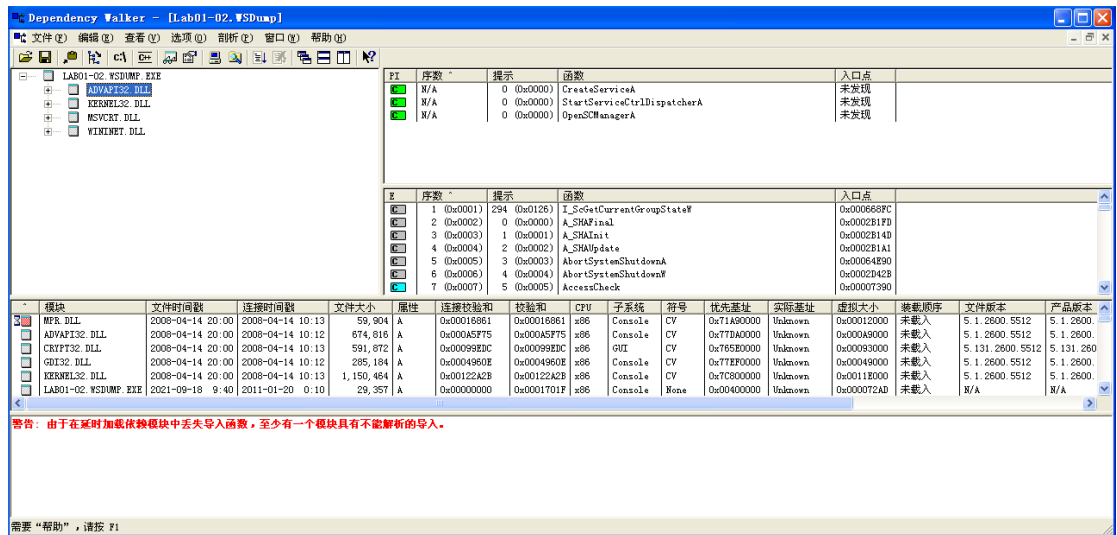 Dependency Walker - [Lab01-02.WSDump]
文件(F) 编辑(E) 查看(V) 选项(O) 剖析(P) 窗口(W) 帮助(H)
LAB01-02.WSDUMP.EXE
ADVAPI32.DLL
KERNEL32.DLL
MSVCRT.DLL
WININET.DLL
PI 序数 ^ 提示 函数 入口点
C N/A 0 (0x0000) CreateServiceA 未发现
C N/A 0 (0x0000) StartServiceCtrlDispatcherA 未发现
C N/A 0 (0x0000) OpenSCManagerA 未发现
E 序数 ^ 提示 函数 入口点
C 1 (0x0001) 294 (0x0126) I_ScGetCurrentGroupStateW 0x000668FC
C 2 (0x0002) 0 (0x0000) A_SHAFinal 0x0002B1FD
C 3 (0x0003) 1 (0x0001) A_SHAInit 0x0002B14D
C 4 (0x0004) 2 (0x0002) A_SHAUpdate 0x0002B1A1
C 5 (0x0005) 3 (0x0003) AbortSystemShutdownA 0x00064E90
C 6 (0x0006) 4 (0x0004) AbortSystemShutdownW 0x0002D42B
C 7 (0x0007) 5 (0x0005) AccessCheck 0x00007390
^ 模块 文件时间戳 连接时间戳 文件大小 属性 连接校验和 校验和 CPU 子系统 符号 优先基址 实际基址 虚拟大小 装载顺序 文件版本 产品版本
MPR.DLL 2008-04-14 20:00 2008-04-14 10:13 59,904 A 0x00016861 0x00016861 x86 Console CV 0x71A90000 Unknown 0x00012000 未载入 5.1.2600.5512 5.1.2600.
ADVAPI32.DLL 2008-04-14 20:00 2008-04-14 10:12 674,816 A 0x000A5F75 0x000A5F75 x86 Console CV 0x77DA0000 Unknown 0x000A9000 未载入 5.1.2600.5512 5.1.2600.
CRYPT32.DLL 2008-04-14 20:00 2008-04-14 10:13 591,872 A 0x00099EDC 0x00099EDC x86 GUI CV 0x765E0000 Unknown 0x00093000 未载入 5.131.2600.5512 5.131.260
GDI32.DLL 2008-04-14 20:00 2008-04-14 10:12 285,184 A 0x0004960E 0x0004960E x86 Console CV 0x77EF0000 Unknown 0x00049000 未载入 5.1.2600.5512 5.1.2600.
KERNEL32.DLL 2008-04-14 20:00 2008-04-14 10:13 1,150,464 A 0x00122A2B 0x00122A2B x86 Console CV 0x7C800000 Unknown 0x0011E000 未载入 5.1.2600.5512 5.1.2600.
LAB01-02.WSDUMP.EXE 2021-09-18 9:40 2011-01-20 0:10 29,357 A 0x00000000 0x0001701F x86 Console None 0x00400000 Unknown 0x000072AD 未载入 N/A N/A
警告: 由于在延时加载依赖模块中丢失导入函数，至少有一个模块具有不能解析的导入。
需要“帮助”，请按 F1